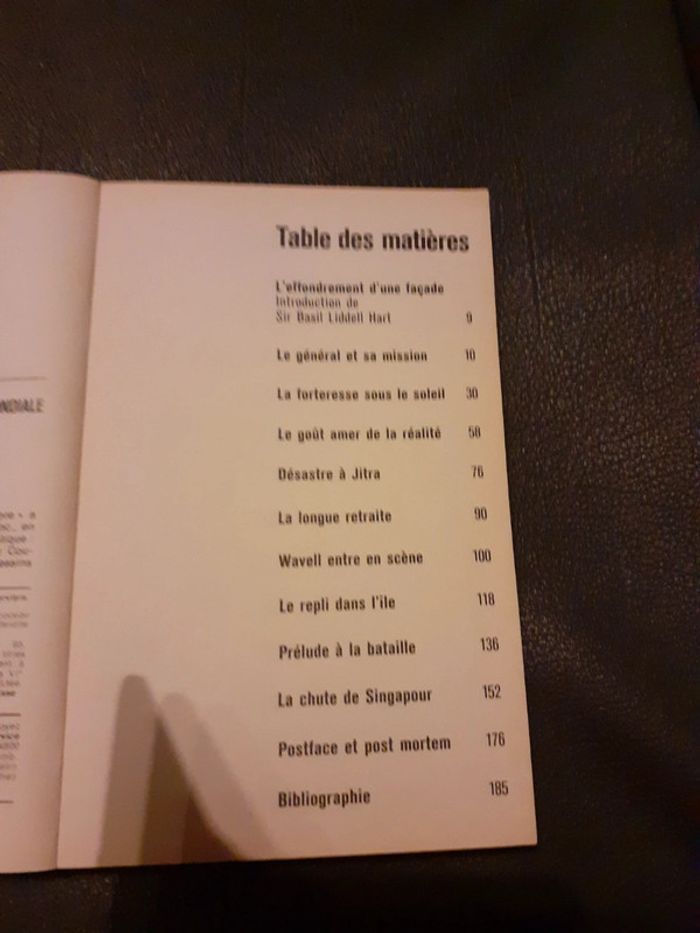 NDIALE
Table des matières
L'effondrement d'une façade
Introduction de
Sir Basil Liddell Hart 9
Le général et sa mission 10
La forteresse sous le soleil 30
Le goût amer de la réalité 58
Désastre à Jitra 76
La longue retraite 90
Wavell entre en scène 100
Le repli dans l'île 118
Prélude à la bataille 136
La chute de Singapour 152
Postface et post mortem 176
Bibliographie 185